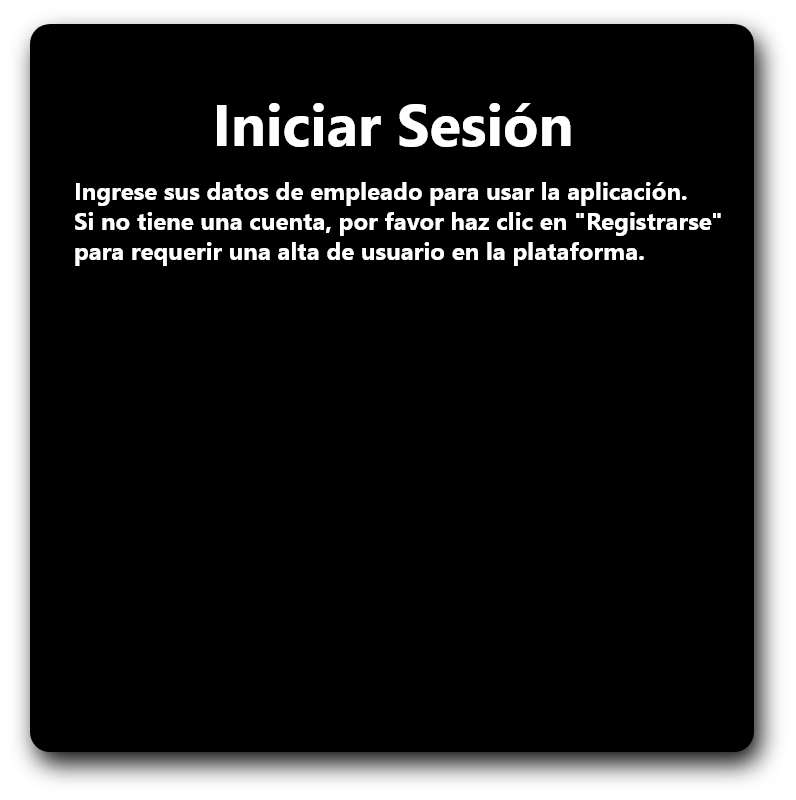 Iniciar Sesión
Ingrese sus datos de empleado para usar la aplicación.
Si no tiene una cuenta, por favor haz clic en "Registrarse"
para requerir una alta de usuario en la plataforma.